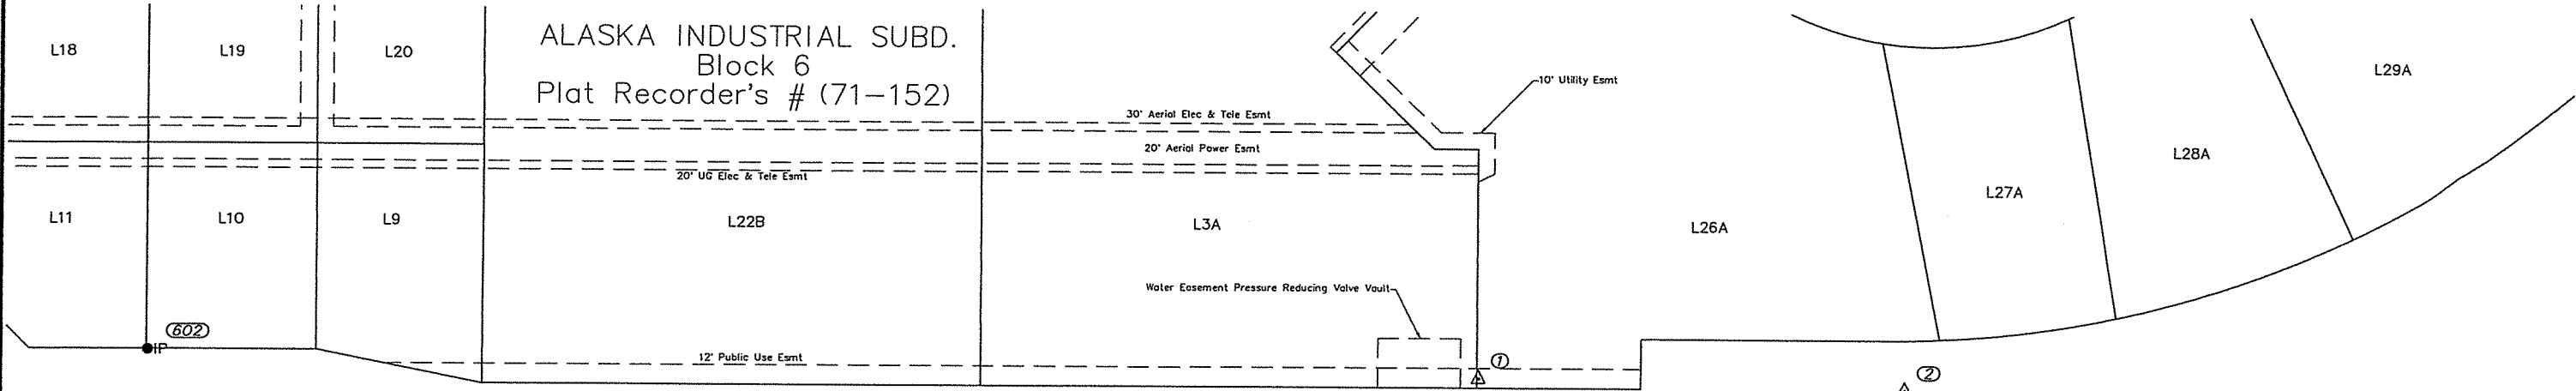 L18
L19
L20
ALASKA INDUSTRIAL SUBD.
Block 6
Plat Recorder's # (71-152)
L29A
10' Utility Esmt
30' Aerial Elec & Tele Esmt
20' Aerial Power Esmt
L28A
20' UG Elec & Tele Esmt
L27A
L11
L10
L9
L22B
L3A
L26A
Water Easement Pressure Reducing Valve Vault
602
IP
12' Public Use Esmt
1
2